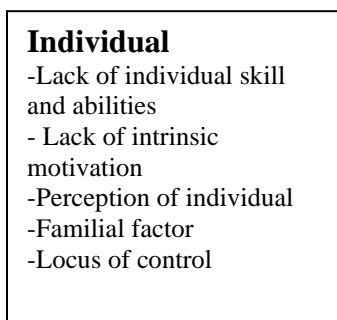 Individual
-Lack of individual skill
and abilities
- Lack of intrinsic
motivation
-Perception of individual
-Familial factor
-Locus of control